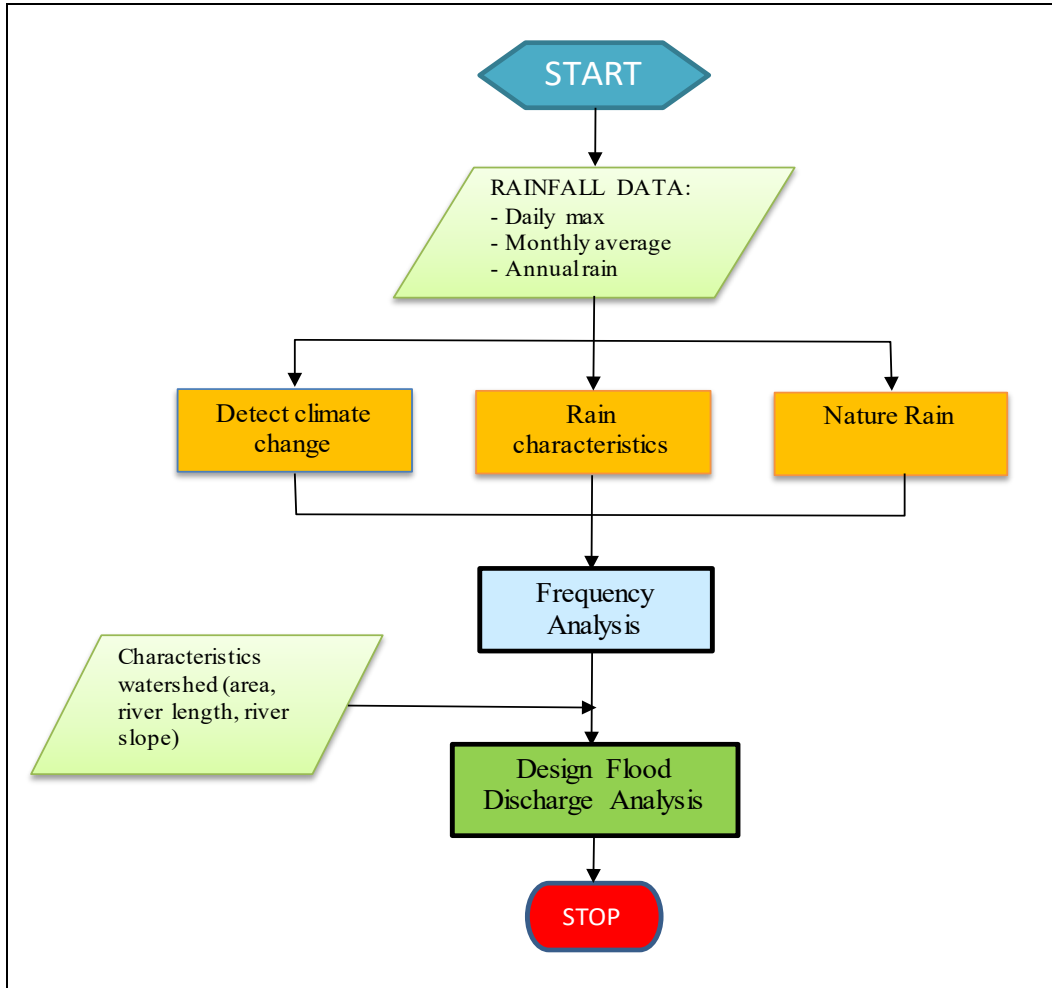 START
RAINFALL DATA:
- Daily max
- Monthly average
- Annual rain
Detect climate
change
Rain
characteristics
Nature Rain
Frequency
Analysis
Characteristics
watershed (area,
river length, river
slope)
Design Flood
Discharge Analysis
STOP